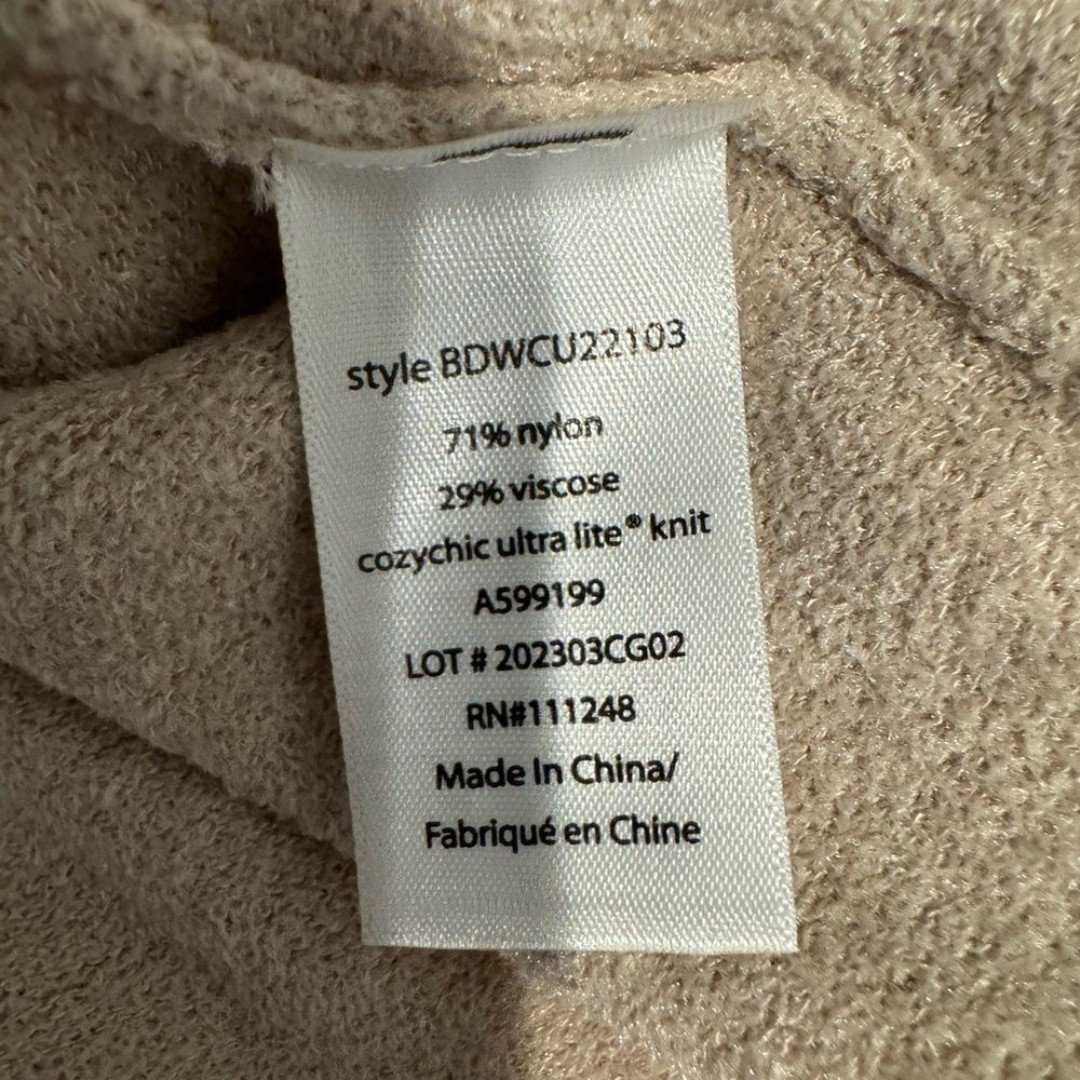 style BDWCU22103
71% nylon
29% viscose
cozychic ultra lite® knit
A599199
LOT # 202303CG02
RN#111248
Made In China/
Fabriqué en Chine